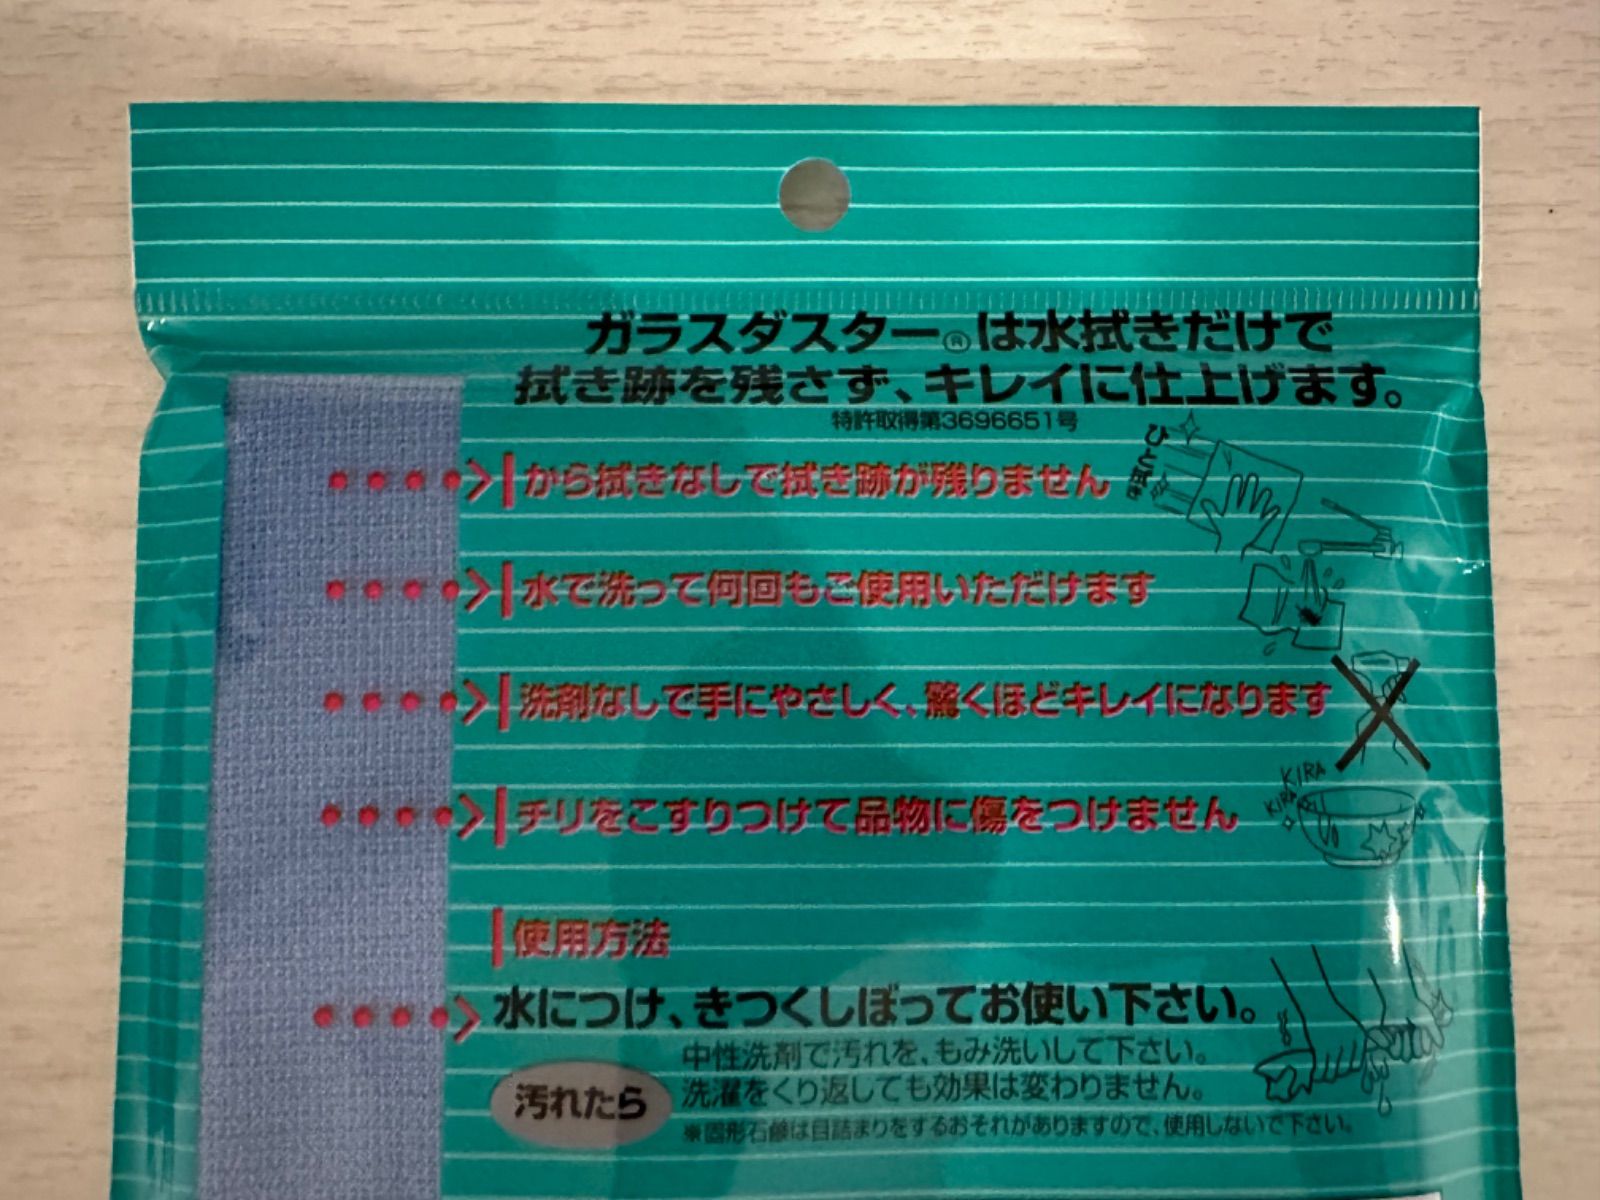 ガラスダスター®は水拭きだけで
拭き跡を残さず、キレイに仕上げます。
特許取得第3696651号
から拭きなしで拭き跡が残りません
ひと拭き
水で洗って何回もご使用いただけます
洗剤なしで手にやさしく、驚くほどキレイになります
KIRA
KIRA
チリをこすりつけて品物に傷をつけません
使用方法
水につけ、きつくしぼってお使い下さい。
汚れたら
中性洗剤で汚れを、もみ洗いして下さい。
洗濯をくり返しても効果は変わりません。
※固形石鹸は目詰まりをするおそれがありますので、使用しないで下さい。